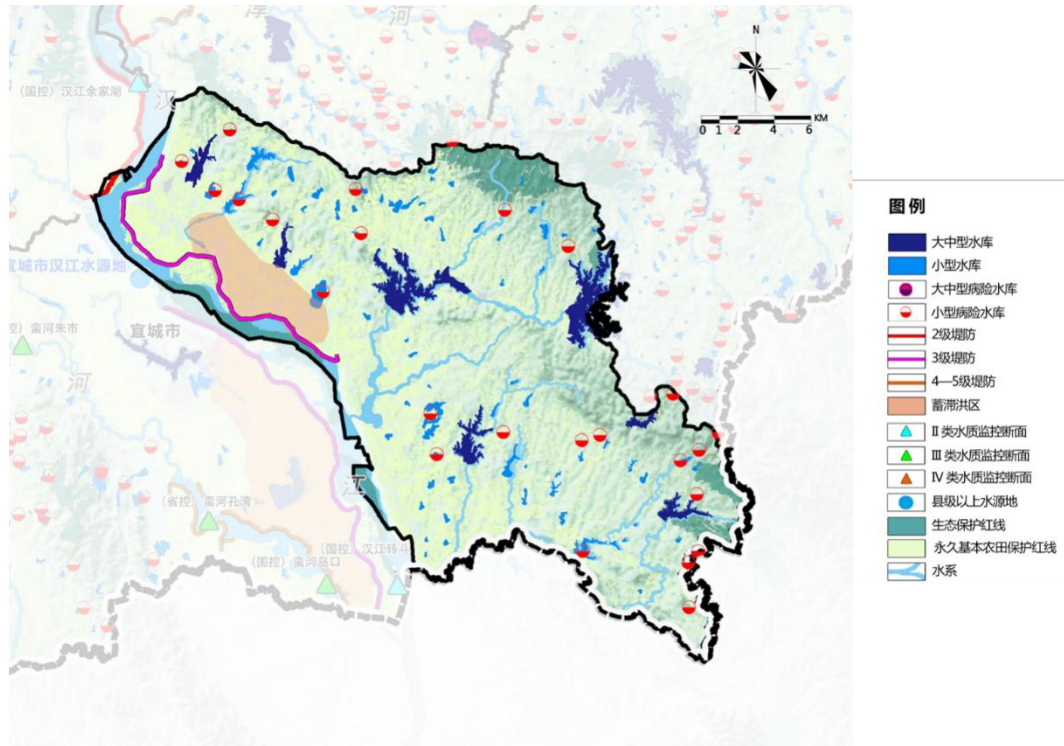 河
(国控)汉江余家湖
汉
N
KM
0 1 2 4 6
宜城市汉江水源地
控)蛮河朱市
宜城市
河
(省控)蛮河孔湾
江
(国控)汉江转斗
(国控)蛮河岛口
图例
大中型水库
小型水库
大中型病险水库
小型病险水库
2级堤防
3级堤防
4—5级堤防
蓄滞洪区
II类水质监控断面
III类水质监控断面
IV类水质监控断面
县级以上水源地
生态保护红线
永久基本农田保护红线
水系